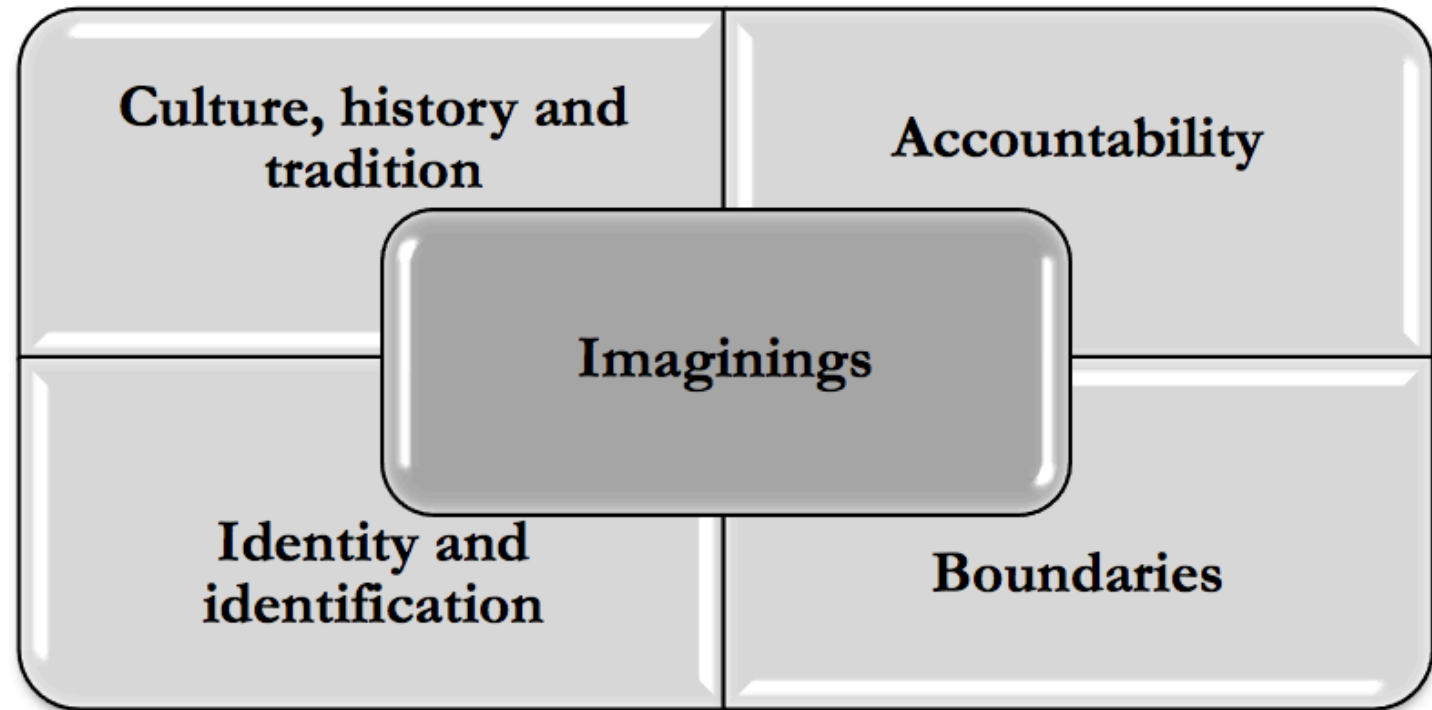 Culture, history and
tradition
Accountability
Imaginings
Identity and
identification
Boundaries